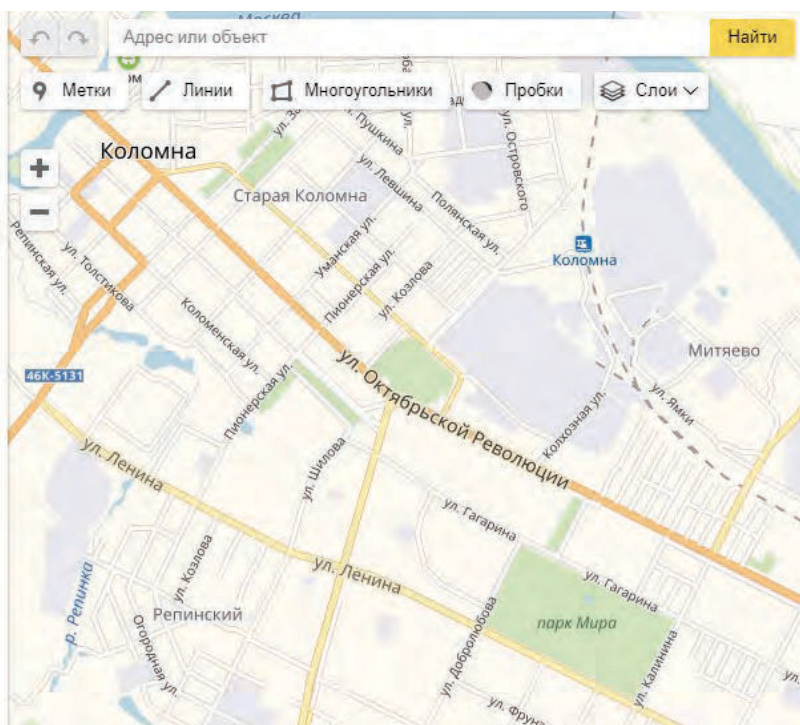 Москва
Адрес или объект
Найти
Метки
Линии
Многоугольники
Пробки
Слои
ул. Пушкина
ул. Островского
Коломна
ул. Левшина
Старая Коломна
Полянская ул.
Репинская ул.
ул. Толстикова
Уманская ул.
Пионерская ул.
ул. Козлова
Коломна
Коломенская ул.
Митяево
46К-5131
ул. Октябрьской Революции
Пионерская ул.
ул. Ямки
Колхозная ул.
ул. Ленина
ул. Шилова
ул. Гагарина
ул. Козлова
ул. Ленина
ул. Гагарина
р. Репинка
Репинский
парк Мира
Огородная ул.
ул. Добролюбова
ул. Калинина
ул.
ул. Фрун